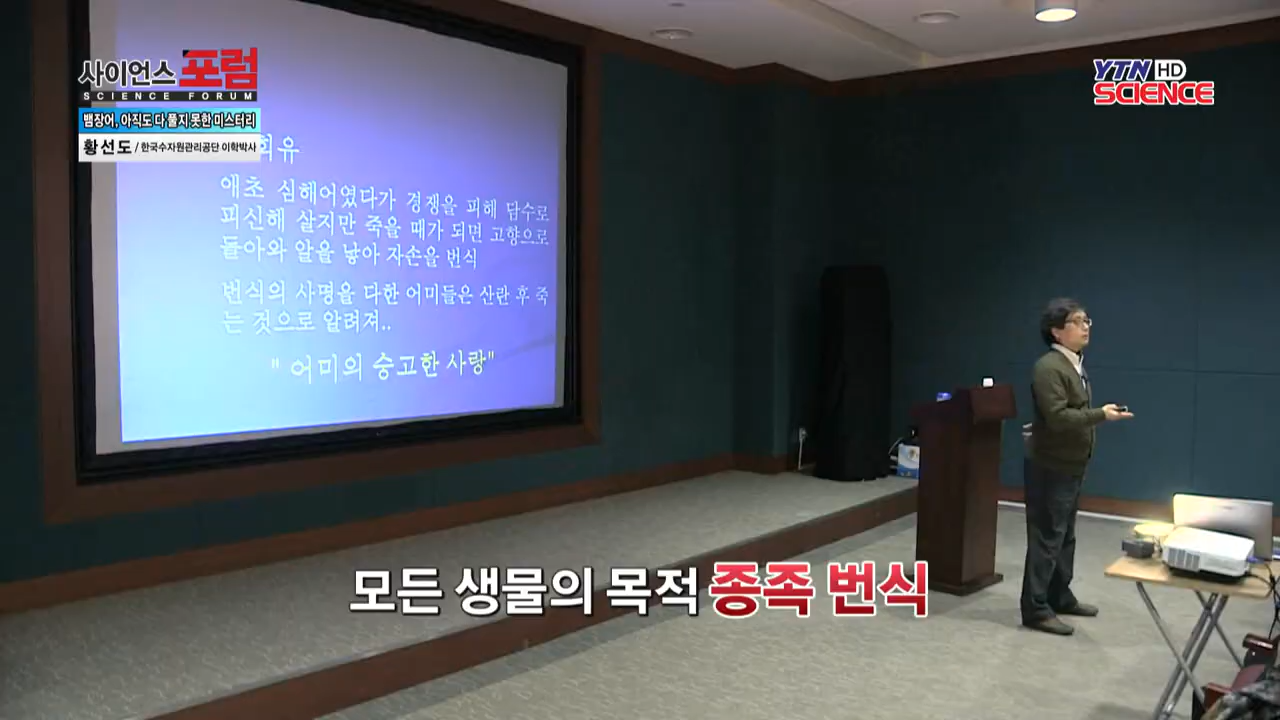 사이언스 포럼
SCIENCE FORUM
뱀장어, 아직도 다 풀지 못한 미스터리
황선도 / 한국수자원관리공단 이학박사
YTN HD
SCIENCE
회유
애초 심해어였다가 경쟁을 피해 담수로
피신해 살지만 죽을 때가 되면 고향으로
돌아와 알을 낳아 자손을 번식
번식의 사명을 다한 어미들은 산란 후 죽
는 것으로 알려져..
" 어미의 숭고한 사랑"
모든 생물의 목적 종족 번식